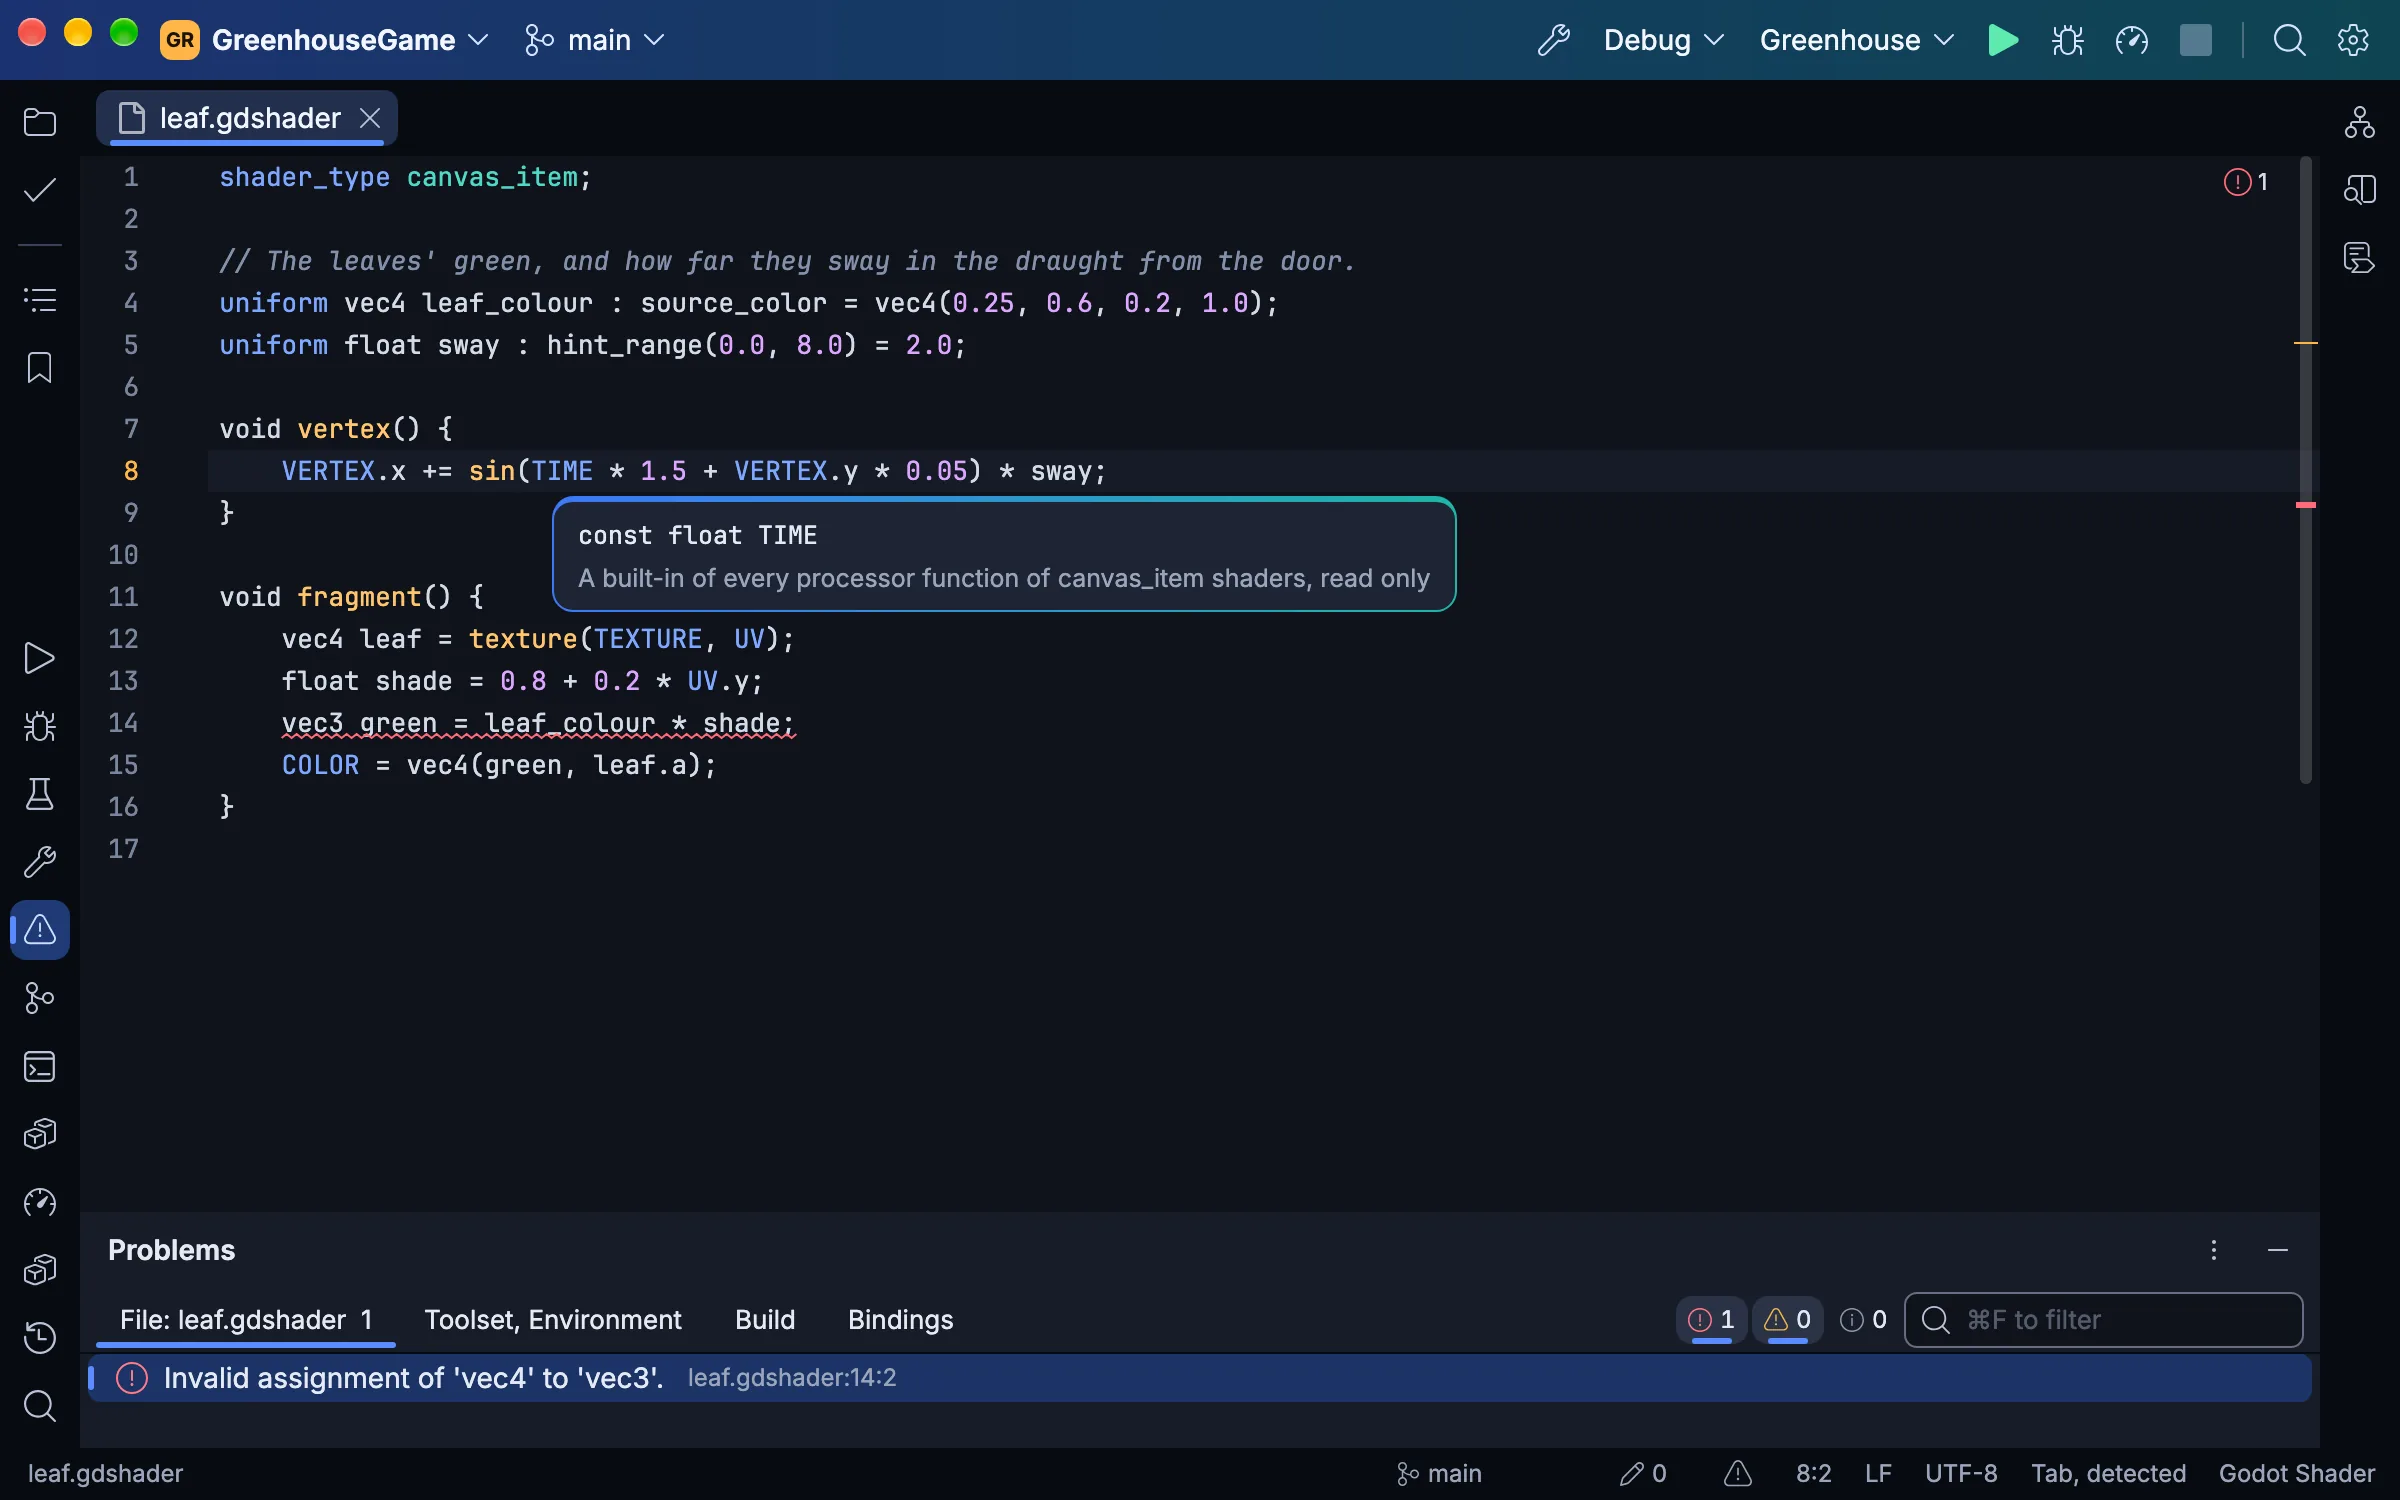 GR GreenhouseGame main Debug Greenhouse
leaf.gdshader
1 shader_type canvas_item;
1
2
3 // The leaves' green, and how far they sway in the draught from the door.
4 uniform vec4 leaf_colour : source_color = vec4(0.25, 0.6, 0.2, 1.0);
5 uniform float sway : hint_range(0.0, 8.0) = 2.0;
6
7 void vertex() {
8 VERTEX.x += sin(TIME * 1.5 + VERTEX.y * 0.05) * sway;
9 }
const float TIME
10
A built-in of every processor function of canvas_item shaders, read only
11 void fragment() {
12 vec4 leaf = texture(TEXTURE, UV);
13 float shade = 0.8 + 0.2 * UV.y;
14 vec3 green = leaf_colour * shade;
15 COLOR = vec4(green, leaf.a);
16 }
17
Problems
File: leaf.gdshader 1 Toolset, Environment Build Bindings 1 0 0 ⌘F to filter
Invalid assignment of 'vec4' to 'vec3'. leaf.gdshader:14:2
leaf.gdshader main 0 8:2 LF UTF-8 Tab, detected Godot Shader